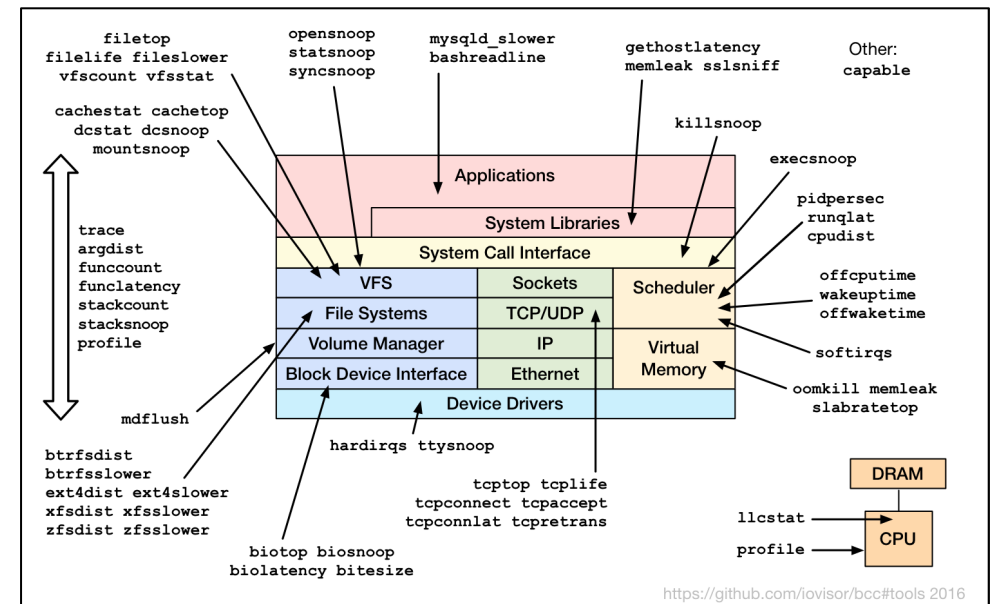 filetop
filelife fileslower
vfscount vfsstat
opensnoop
statsnoop
syncsnoop
mysqld_slower
bashreadline
gethostlatency
memleak sslsniff
Other:
capable
cachestat cachetop
dcstat dcsnoop
mountsnoop
killsnoop
execsnoop
pidpersec
runqlat
cpudist
offcputime
wakeuptime
offwaketime
softirqs
oomkill memleak
slabratetop
trace
argdist
funccount
funclatency
stackcount
stacksnoop
profile
Applications
System Libraries
System Call Interface
VFS
Sockets
Scheduler
File Systems
TCP/UDP
Volume Manager
IP
Virtual
Memory
Block Device Interface
Ethernet
Device Drivers
mdflush
hardirqs ttysnoop
btrfsdist
btrfsslower
ext4dist ext4slower
xfsdist xfsslower
zfsdist zfsslower
tcptop tcplife
tcpconnect tcpaccept
tcpconnlat tcpretrans
biotop biosnoop
biolatency bitesize
DRAM
llcstat
CPU
profile
https://github.com/iovisor/bcc#tools 2016